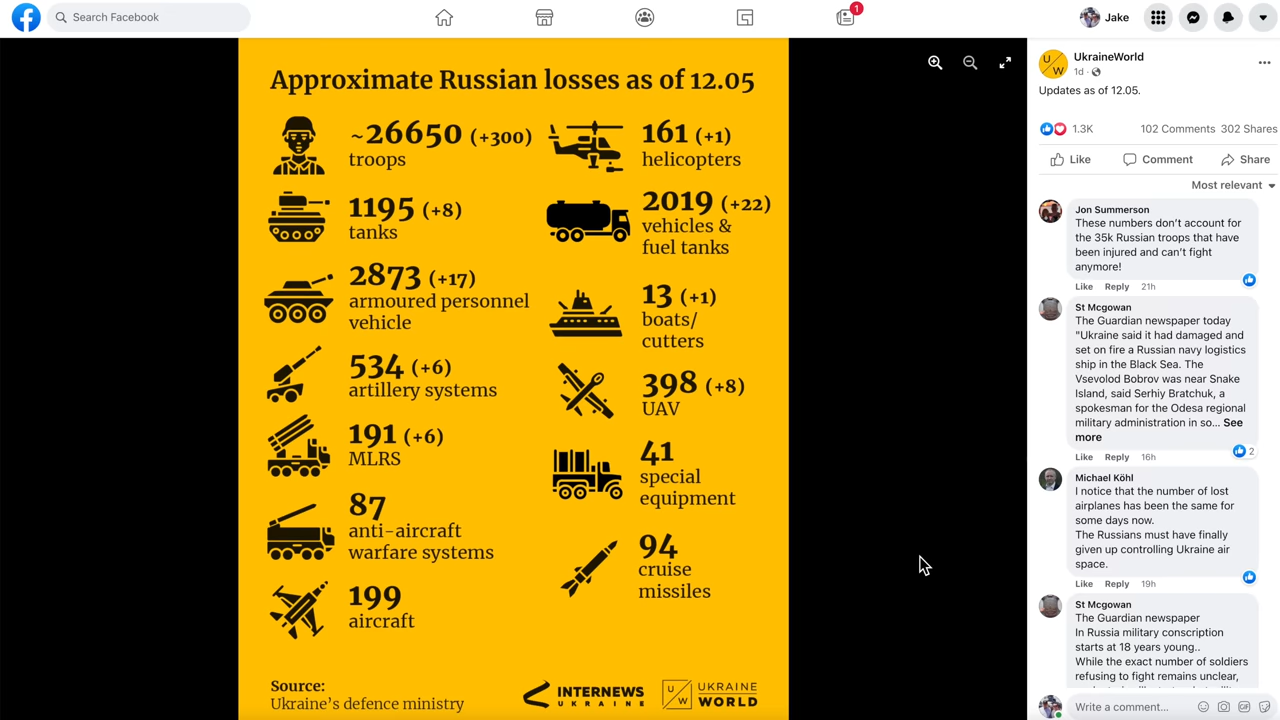 Search Facebook
1
Jake
Approximate Russian losses as of 12.05
~26650 (+300)
troops
1195 (+8)
tanks
2873 (+17)
armoured personnel
vehicle
534 (+6)
artillery systems
191 (+6)
MLRS
87
anti-aircraft
warfare systems
199
aircraft
161 (+1)
helicopters
2019 (+22)
vehicles &
fuel tanks
13 (+1)
boats/
cutters
398 (+8)
UAV
41
special
equipment
94
cruise
missiles
Source:
Ukraine's defence ministry
INTERNEWS
UKRAINE
U W
UKRAINE
WORLD
U W
UkraineWorld
1d ·
Updates as of 12.05.
1.3K 102 Comments 302 Shares
Like Comment Share
Most relevant
Jon Summerson
These numbers don't account for
the 35k Russian troops that have
been injured and can't fight
anymore!
Like Reply 21h
St Mcgowan
The Guardian newspaper today
"Ukraine said it had damaged and
set on fire a Russian navy logistics
ship in the Black Sea. The
Vsevolod Bobrov was near Snake
Island, said Serhiy Bratchuk, a
spokesman for the Odesa regional
military administration in so... See
more
2
Like Reply 16h
Michael Köhl
I notice that the number of lost
airplanes has been the same for
some days now.
The Russians must have finally
given up controlling Ukraine air
space.
Like Reply 19h
St Mcgowan
The Guardian newspaper
In Russia military conscription
starts at 18 years young..
While the exact number of soldiers
refusing to fight remains unclear,
Write a comment...
GIF